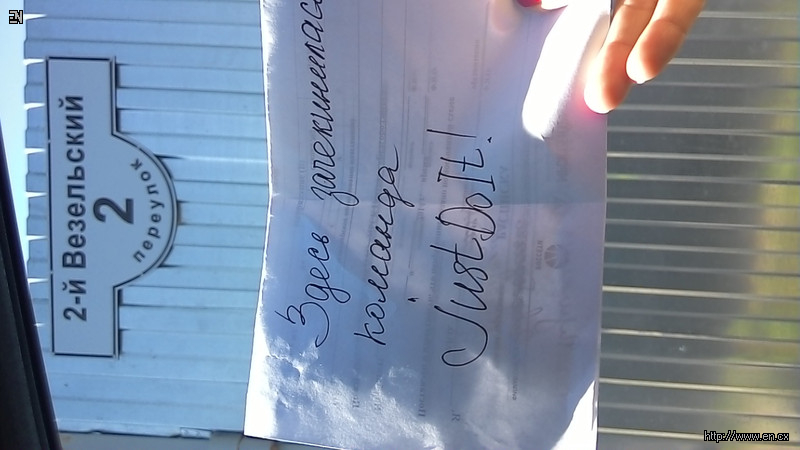 2-й Везельский
2
переулок
Здесь зачекинилась
команда
"JustDoIt!
EN
http://www.en.cx